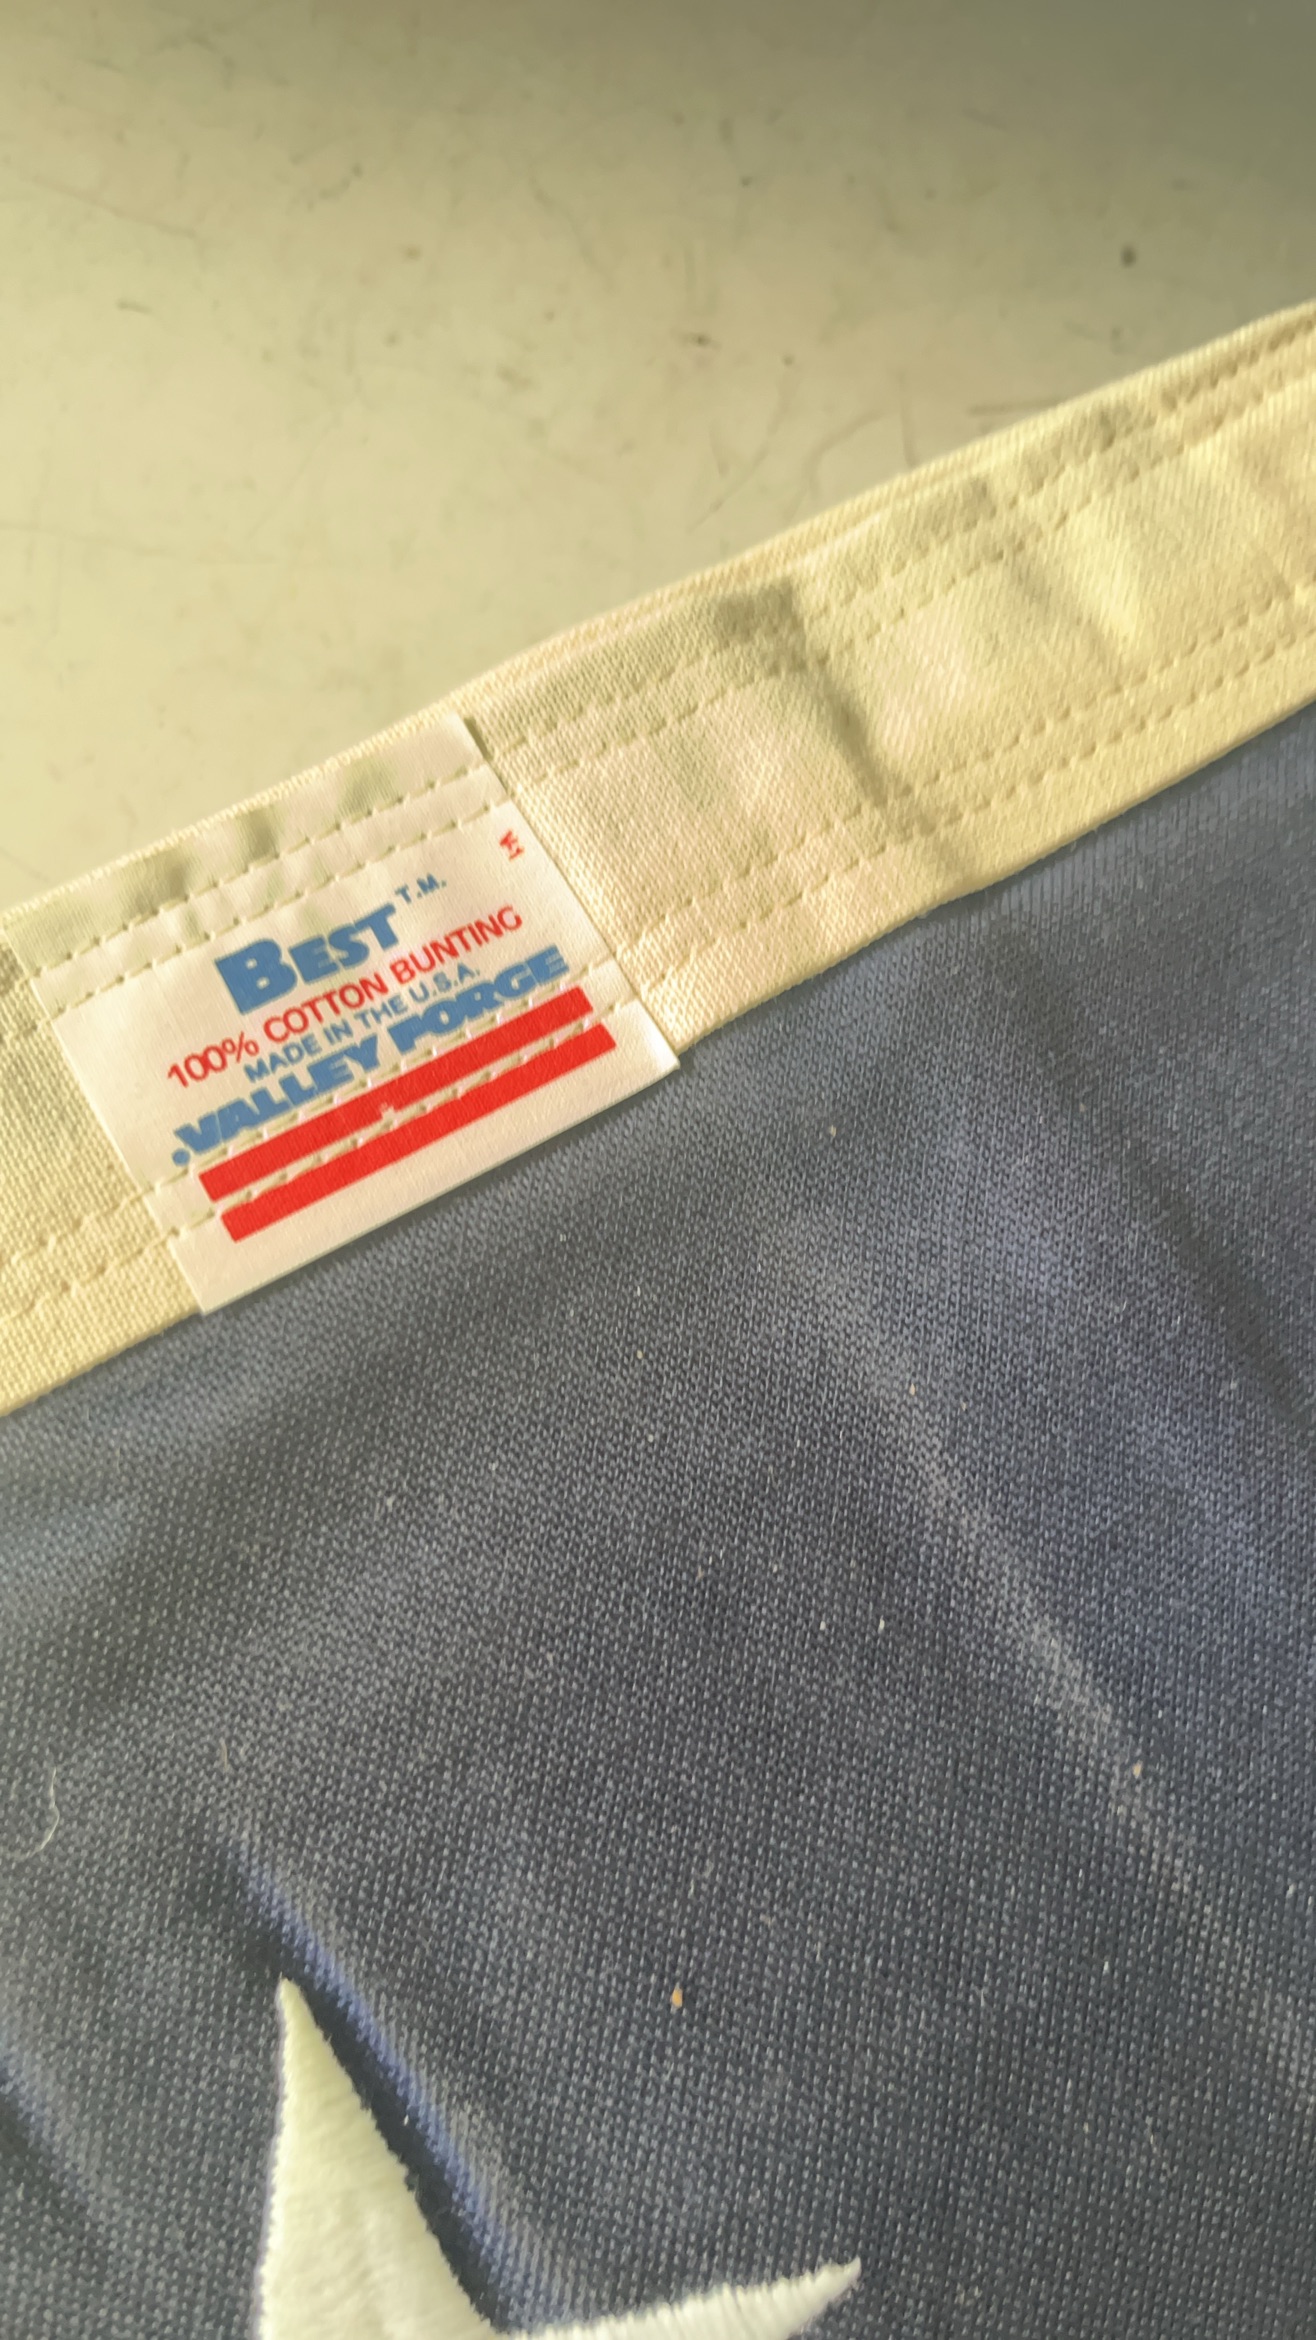 BEST T.M.
100% COTTON BUNTING
MADE IN THE U.S.A.
VALLEY FORGE